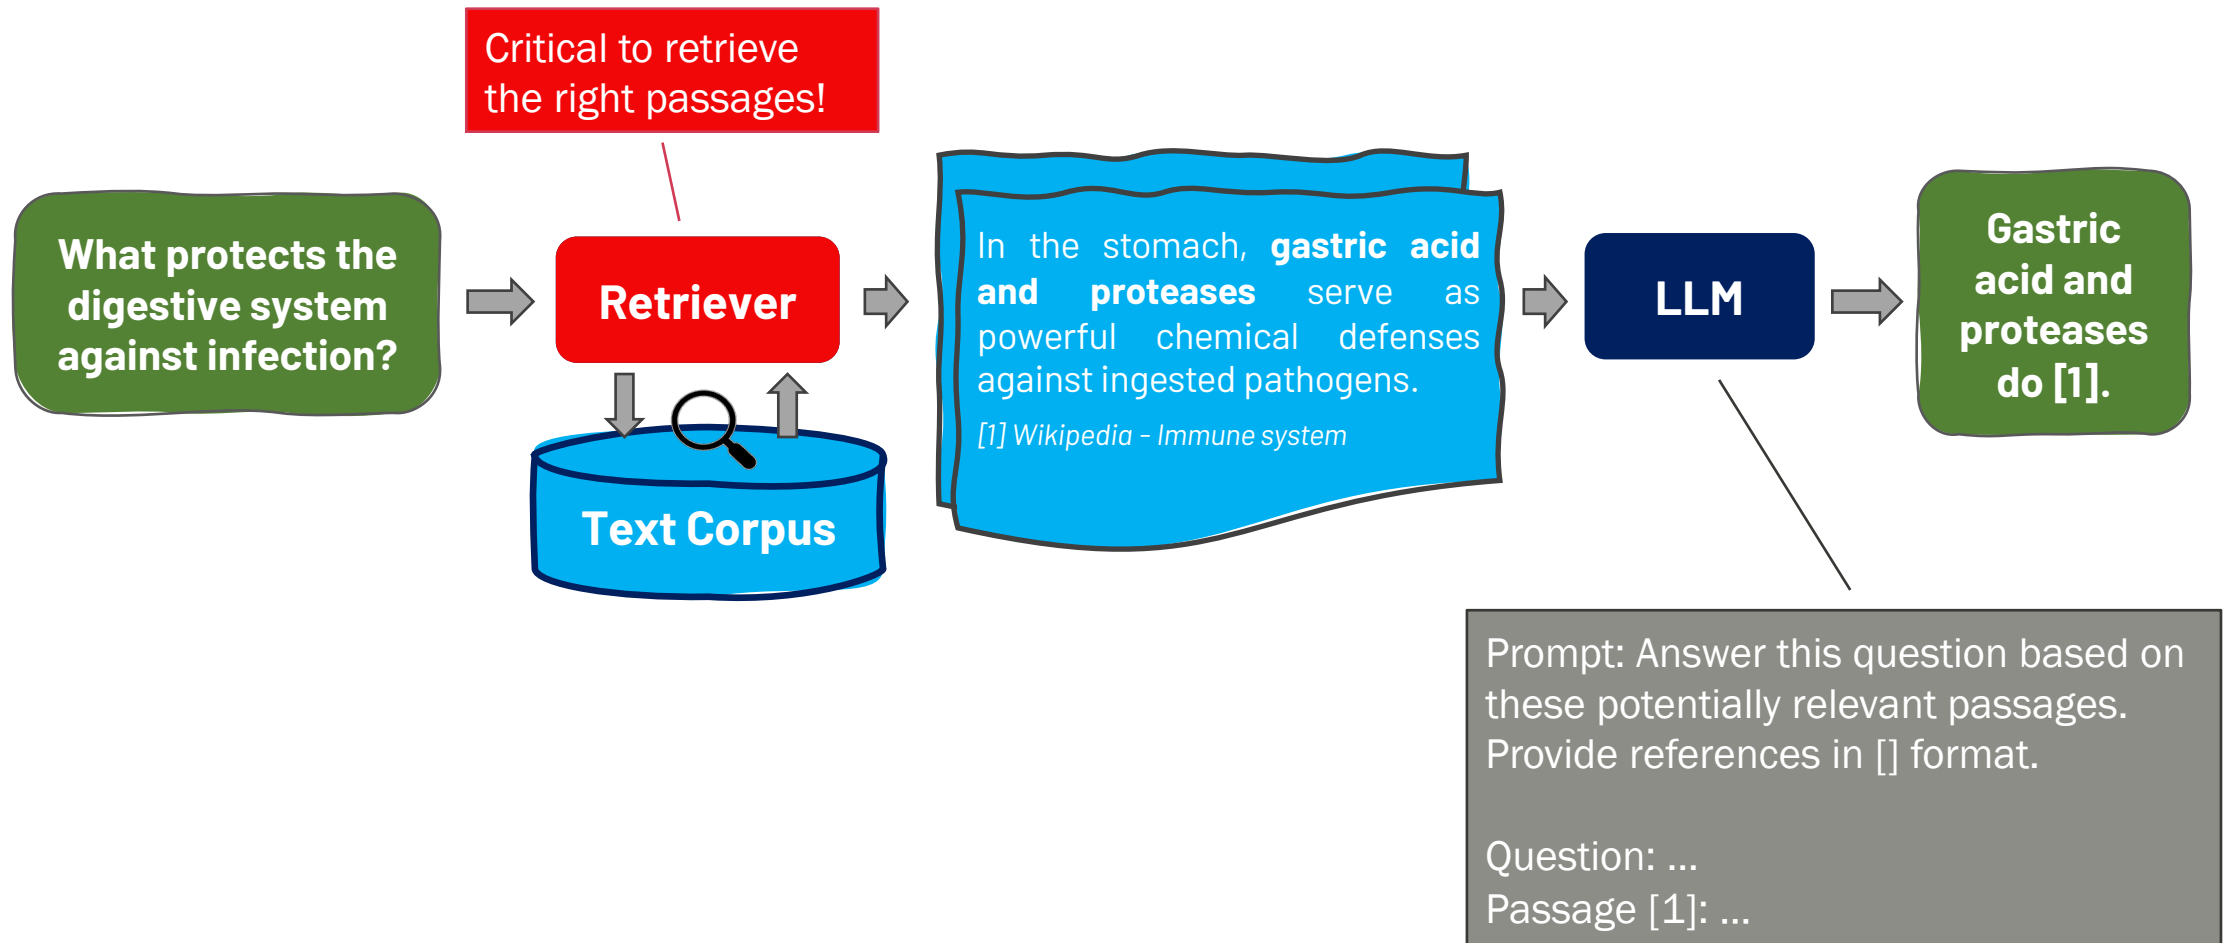 Critical to retrieve
the right passages!
What protects the
digestive system
against infection?
Retriever
Text Corpus
In the stomach, gastric acid
and proteases serve as
powerful chemical defenses
against ingested pathogens.
[1] Wikipedia - Immune system
LLM
Gastric
acid and
proteases
do [1].
Prompt: Answer this question based on
these potentially relevant passages.
Provide references in [] format.
Question: ...
Passage [1]: ...